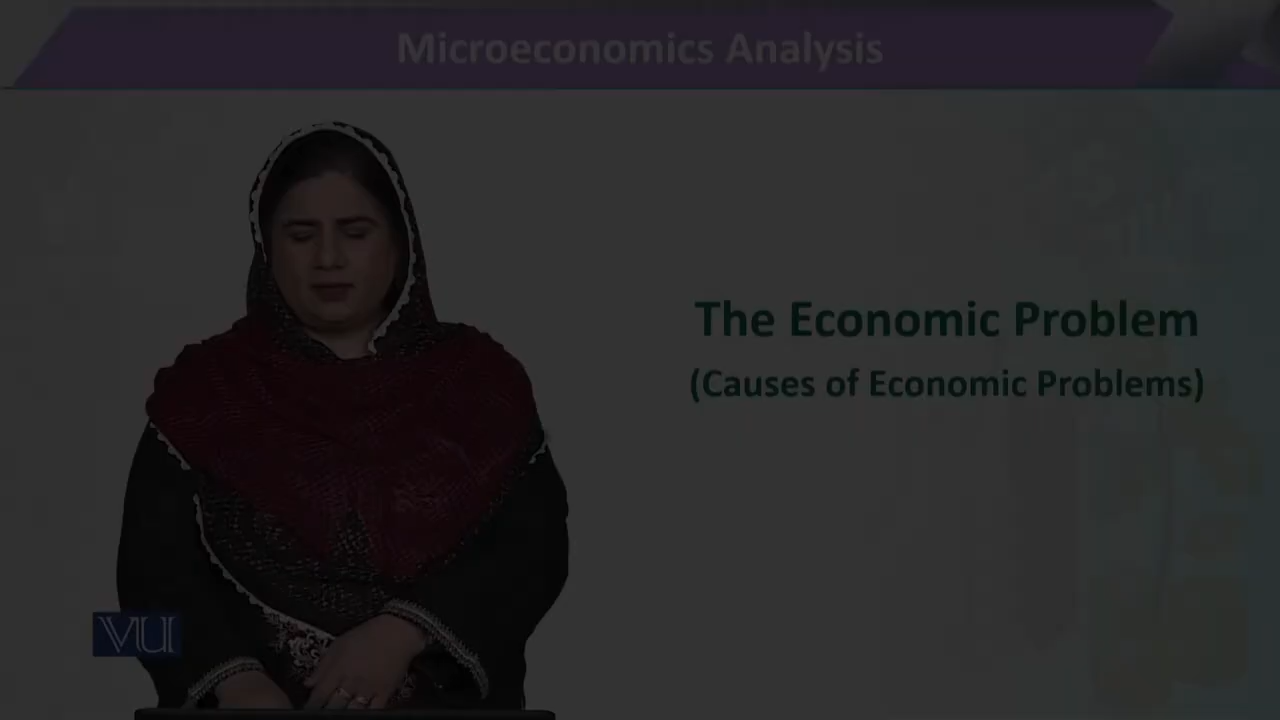 Microeconomics Analysis
The Economic Problem
(Causes of Economic Problems)
VU